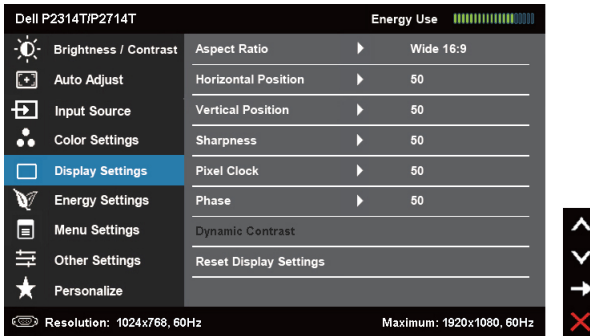 Dell P2314T/P2714T
Energy Use
Brightness / Contrast
Auto Adjust
Input Source
Color Settings
Display Settings
Energy Settings
Menu Settings
Other Settings
Personalize
Aspect Ratio Wide 16:9
Horizontal Position 50
Vertical Position 50
Sharpness 50
Pixel Clock 50
Phase 50
Dynamic Contrast
Reset Display Settings
Resolution: 1024x768, 60Hz
Maximum: 1920x1080, 60Hz